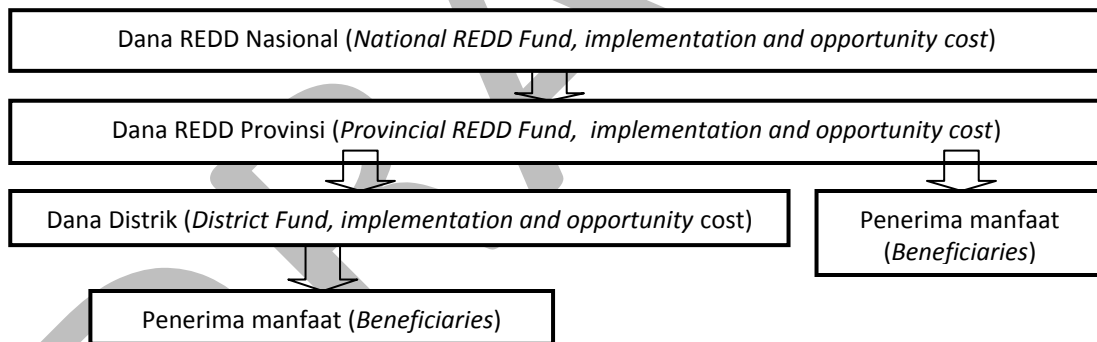 Dana REDD Nasional (National REDD Fund, implementation and opportunity cost)
Dana REDD Provinsi (Provincial REDD Fund, implementation and opportunity cost)
Dana Distrik (District Fund, implementation and opportunity cost)
Penerima manfaat
(Beneficiaries)
Penerima manfaat (Beneficiaries)